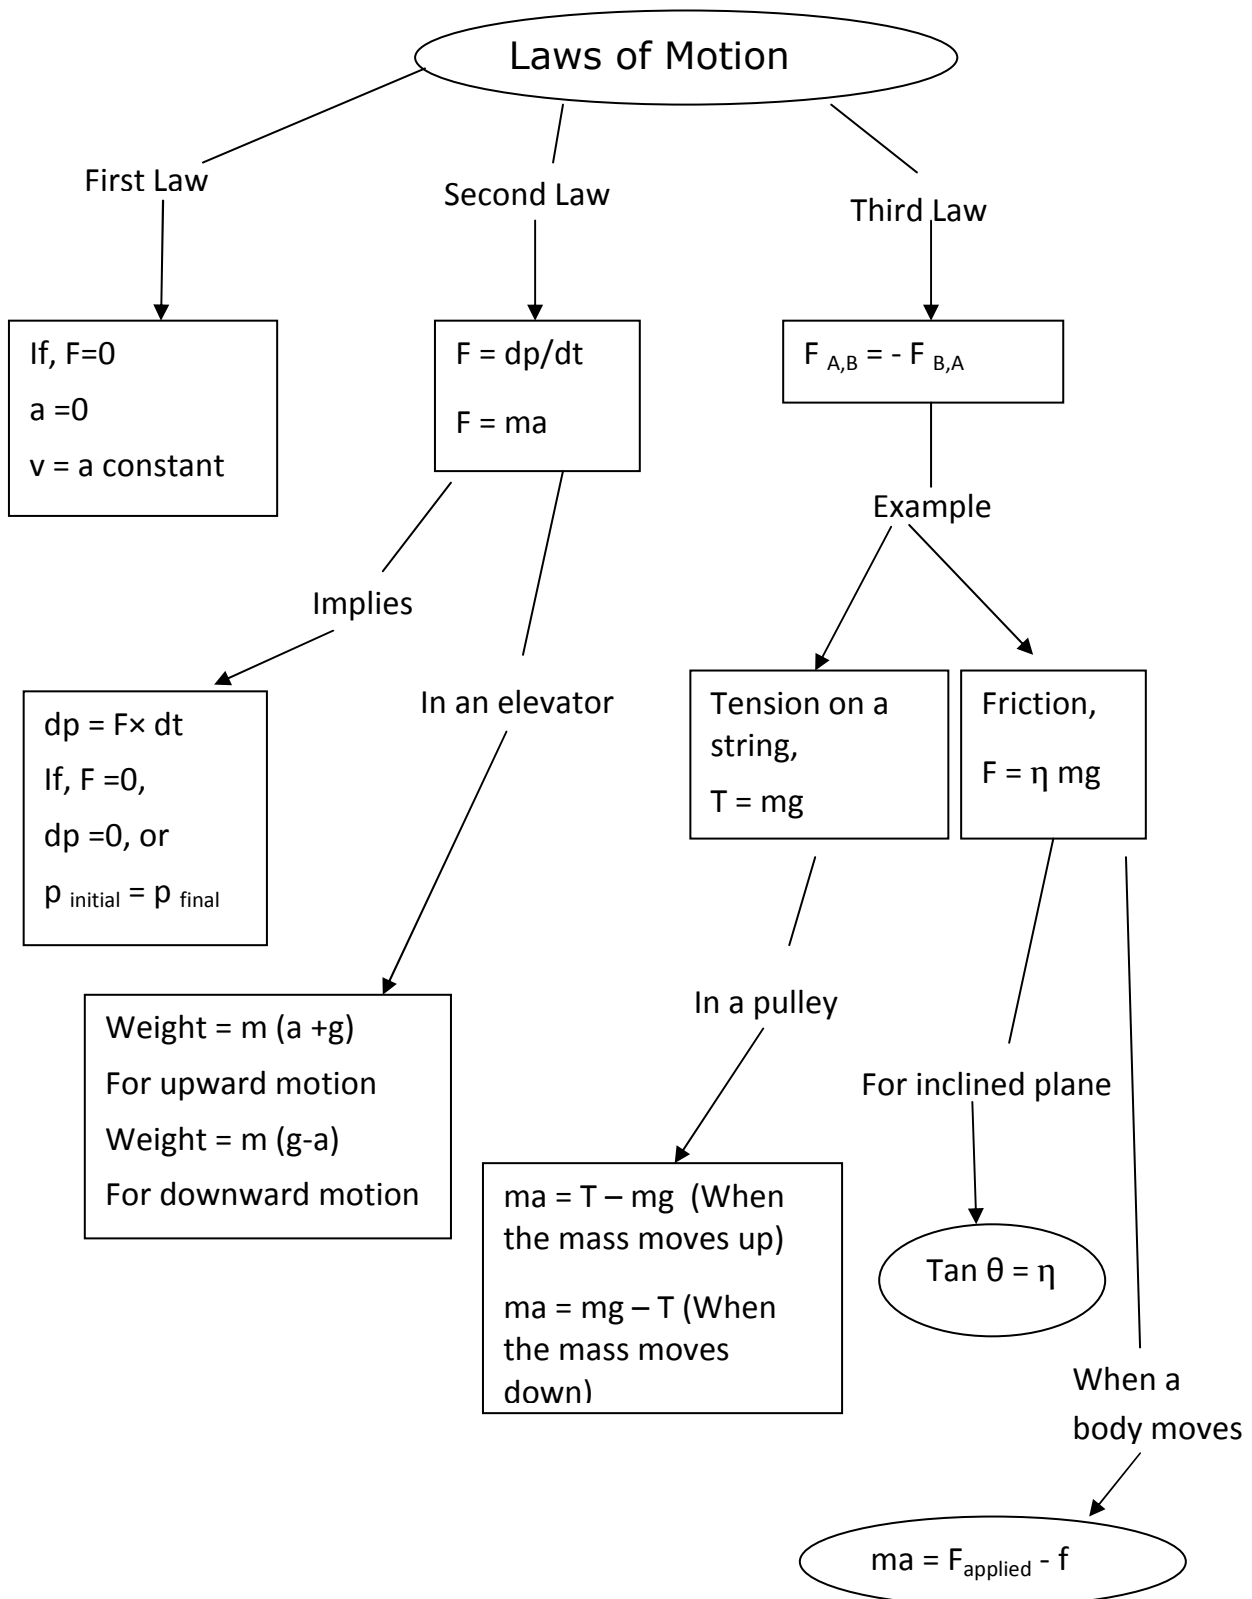 Laws of Motion
First Law
Second Law
Third Law
If, F=0
a =0
v = a constant
F = dp/dt
F = ma
F A,B = - F B,A
Example
Implies
In an elevator
dp = F× dt
If, F =0,
dp =0, or
p initial = p final
Tension on a
string,
T = mg
Friction,
F = η mg
Weight = m (a +g)
For upward motion
Weight = m (g-a)
For downward motion
In a pulley
For inclined plane
ma = T – mg (When
the mass moves up)
ma = mg – T (When
the mass moves
down)
Tan θ = η
When a
body moves
ma = Fapplied - f